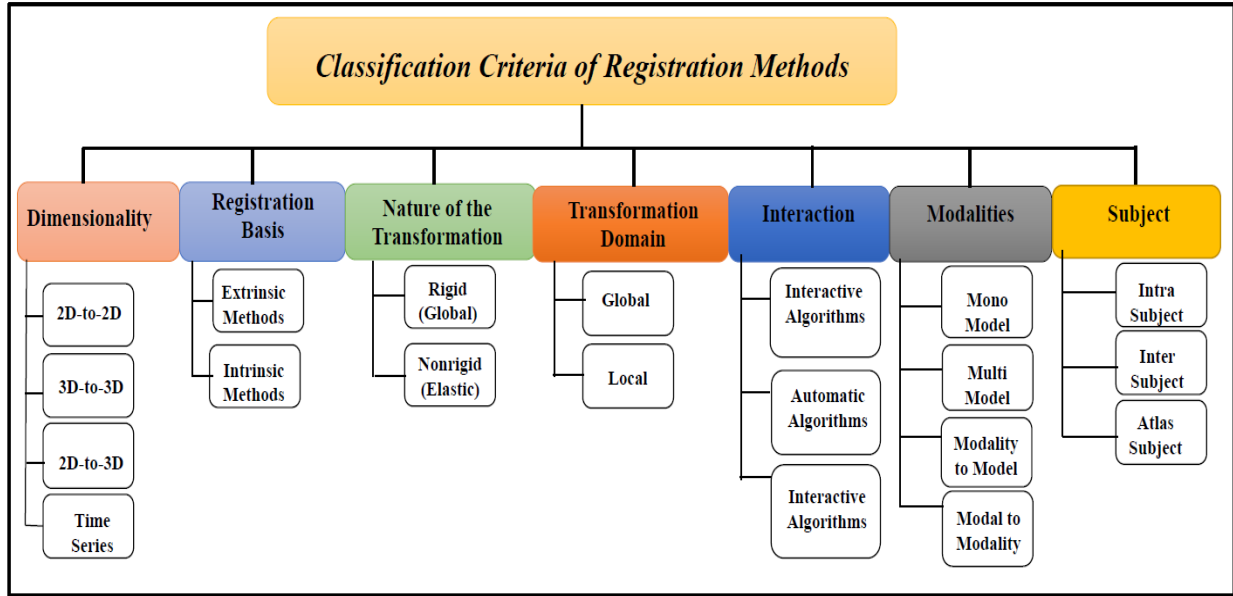 Classification Criteria of Registration Methods
Dimensionality
2D-to-2D
3D-to-3D
2D-to-3D
Time
Series
Registration
Basis
Extrinsic
Methods
Intrinsic
Methods
Nature of the
Transformation
Rigid
(Global)
Nonrigid
(Elastic)
Transformation
Domain
Global
Local
Interaction
Interactive
Algorithms
Automatic
Algorithms
Interactive
Algorithms
Modalities
Mono
Model
Multi
Model
Modality
to Model
Modal to
Modality
Subject
Intra
Subject
Inter
Subject
Atlas
Subject